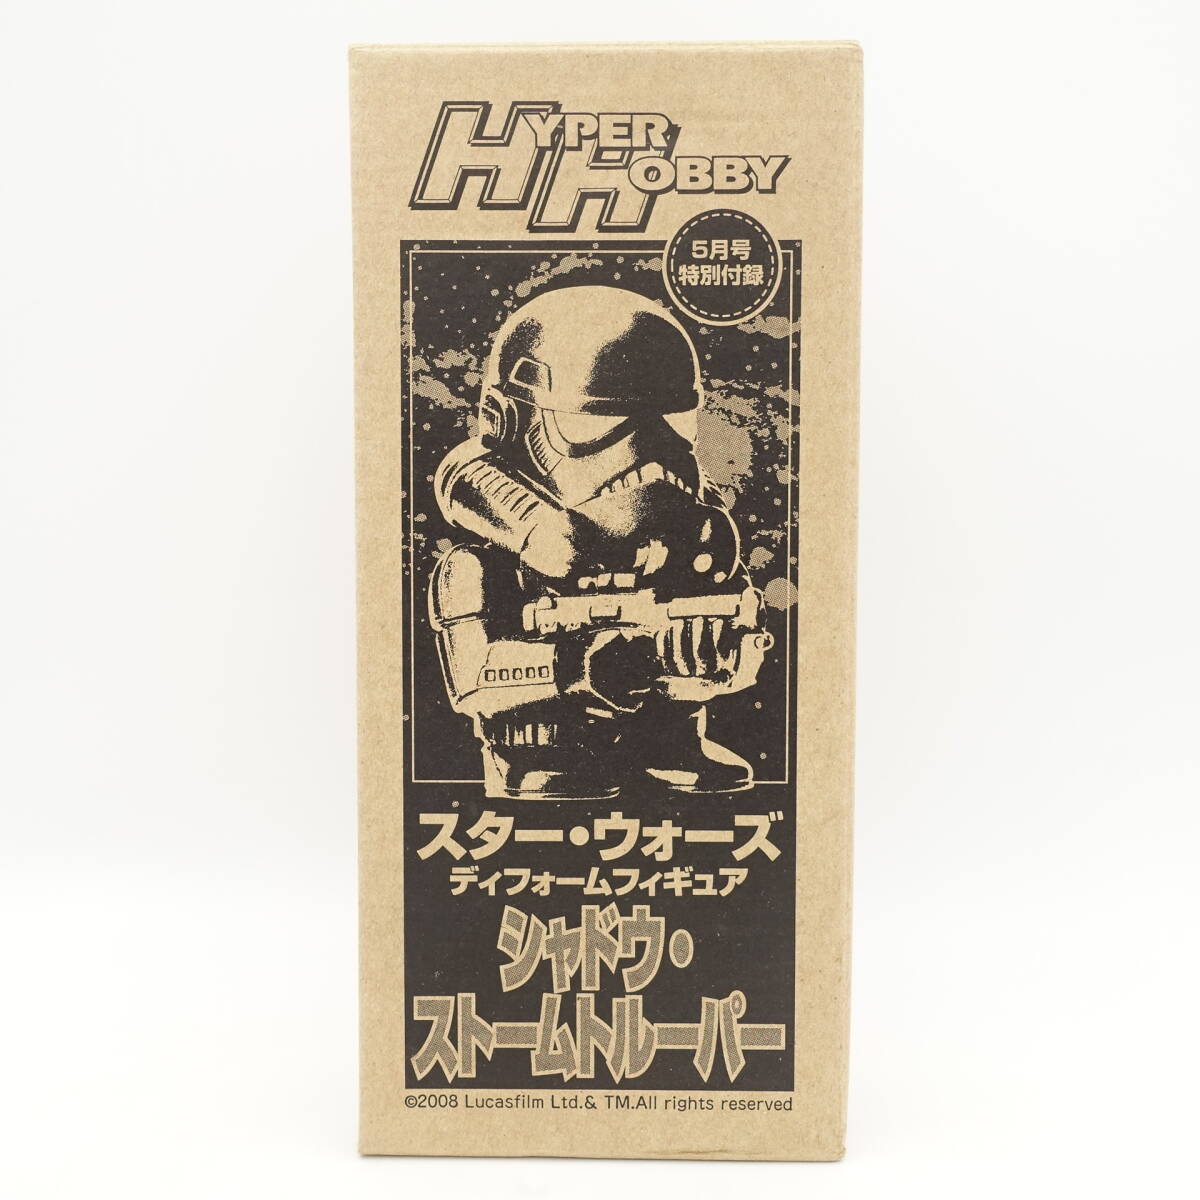 HYPER
HOBBY
5月号
特別付録
スター・ウォーズ
ディフォームフィギュア
シャドウ・
ストームトルーパー
©2008 Lucasfilm Ltd.& TM.All rights reserved